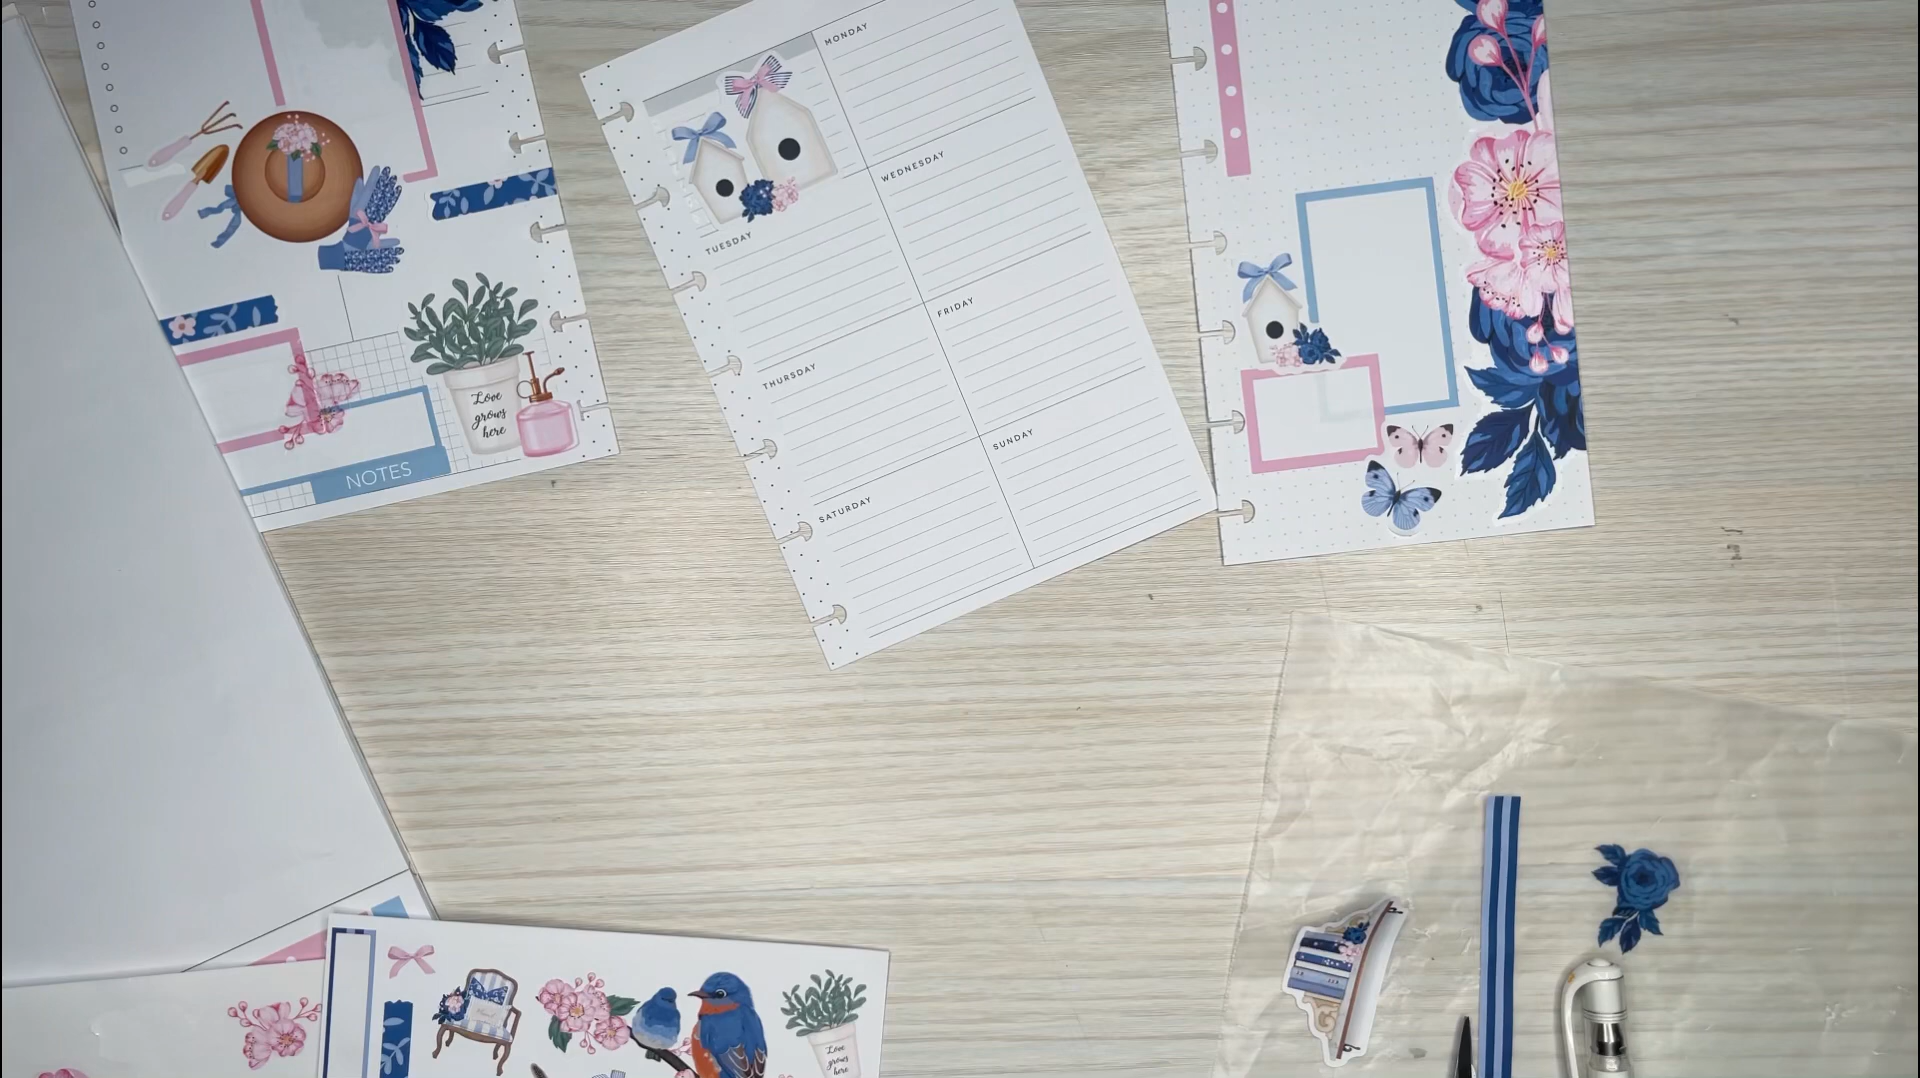 Love
grows
here
NOTES
MONDAY
TUESDAY
WEDNESDAY
THURSDAY
FRIDAY
SATURDAY
SUNDAY
Love
grows
here